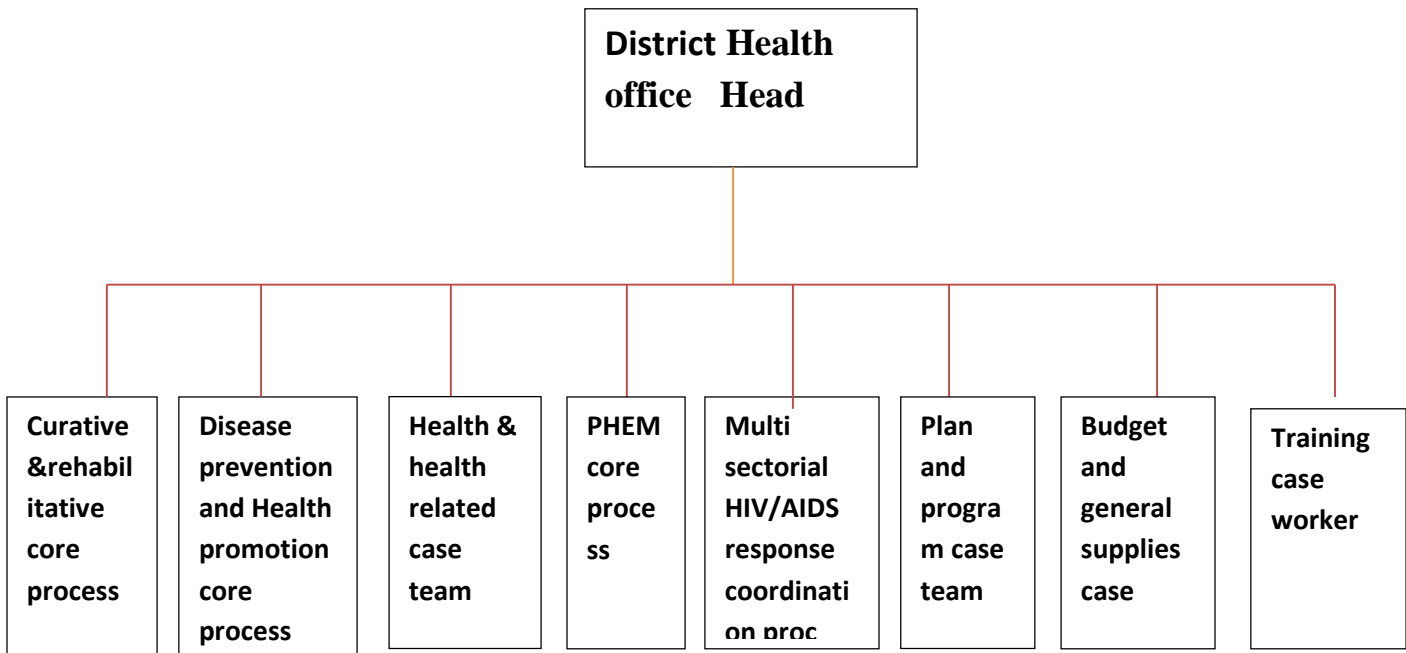 District Health
office Head
Curative
&rehabil
itative
core
process
Disease
prevention
and Health
promotion
core
process
Health &
health
related
case
team
PHEM
core
proce
ss
Multi
sectorial
HIV/AIDS
response
coordinati
on proc
Plan
and
progra
m case
team
Budget
and
general
supplies
case
Training
case
worker